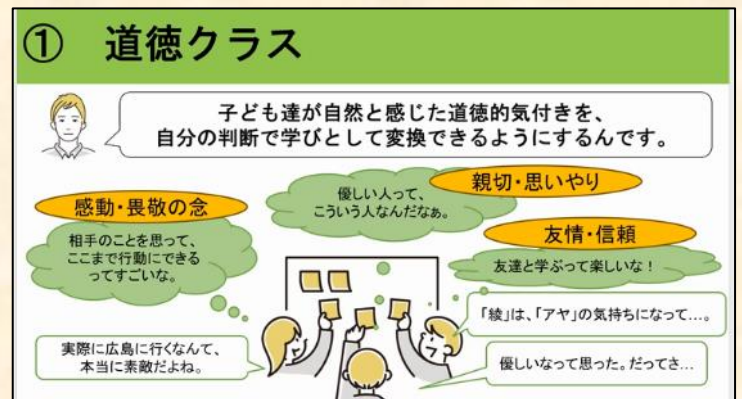 ① 道徳クラス
子ども達が自然と感じた道徳的気付きを、
自分の判断で学びとして変換できるようにするんです。
感動・畏敬の念
相手のことを思って、
ここまで行動にできる
ってすごいな。
優しい人って、
こういう人なんだなぁ。
親切・思いやり
友情・信頼
友達と学ぶって楽しいな！
「綾」は、「アヤ」の気持ちになって…。
実際に広島に行くなんて、
本当に素敵だよね。
優しいなって思った。だってさ…